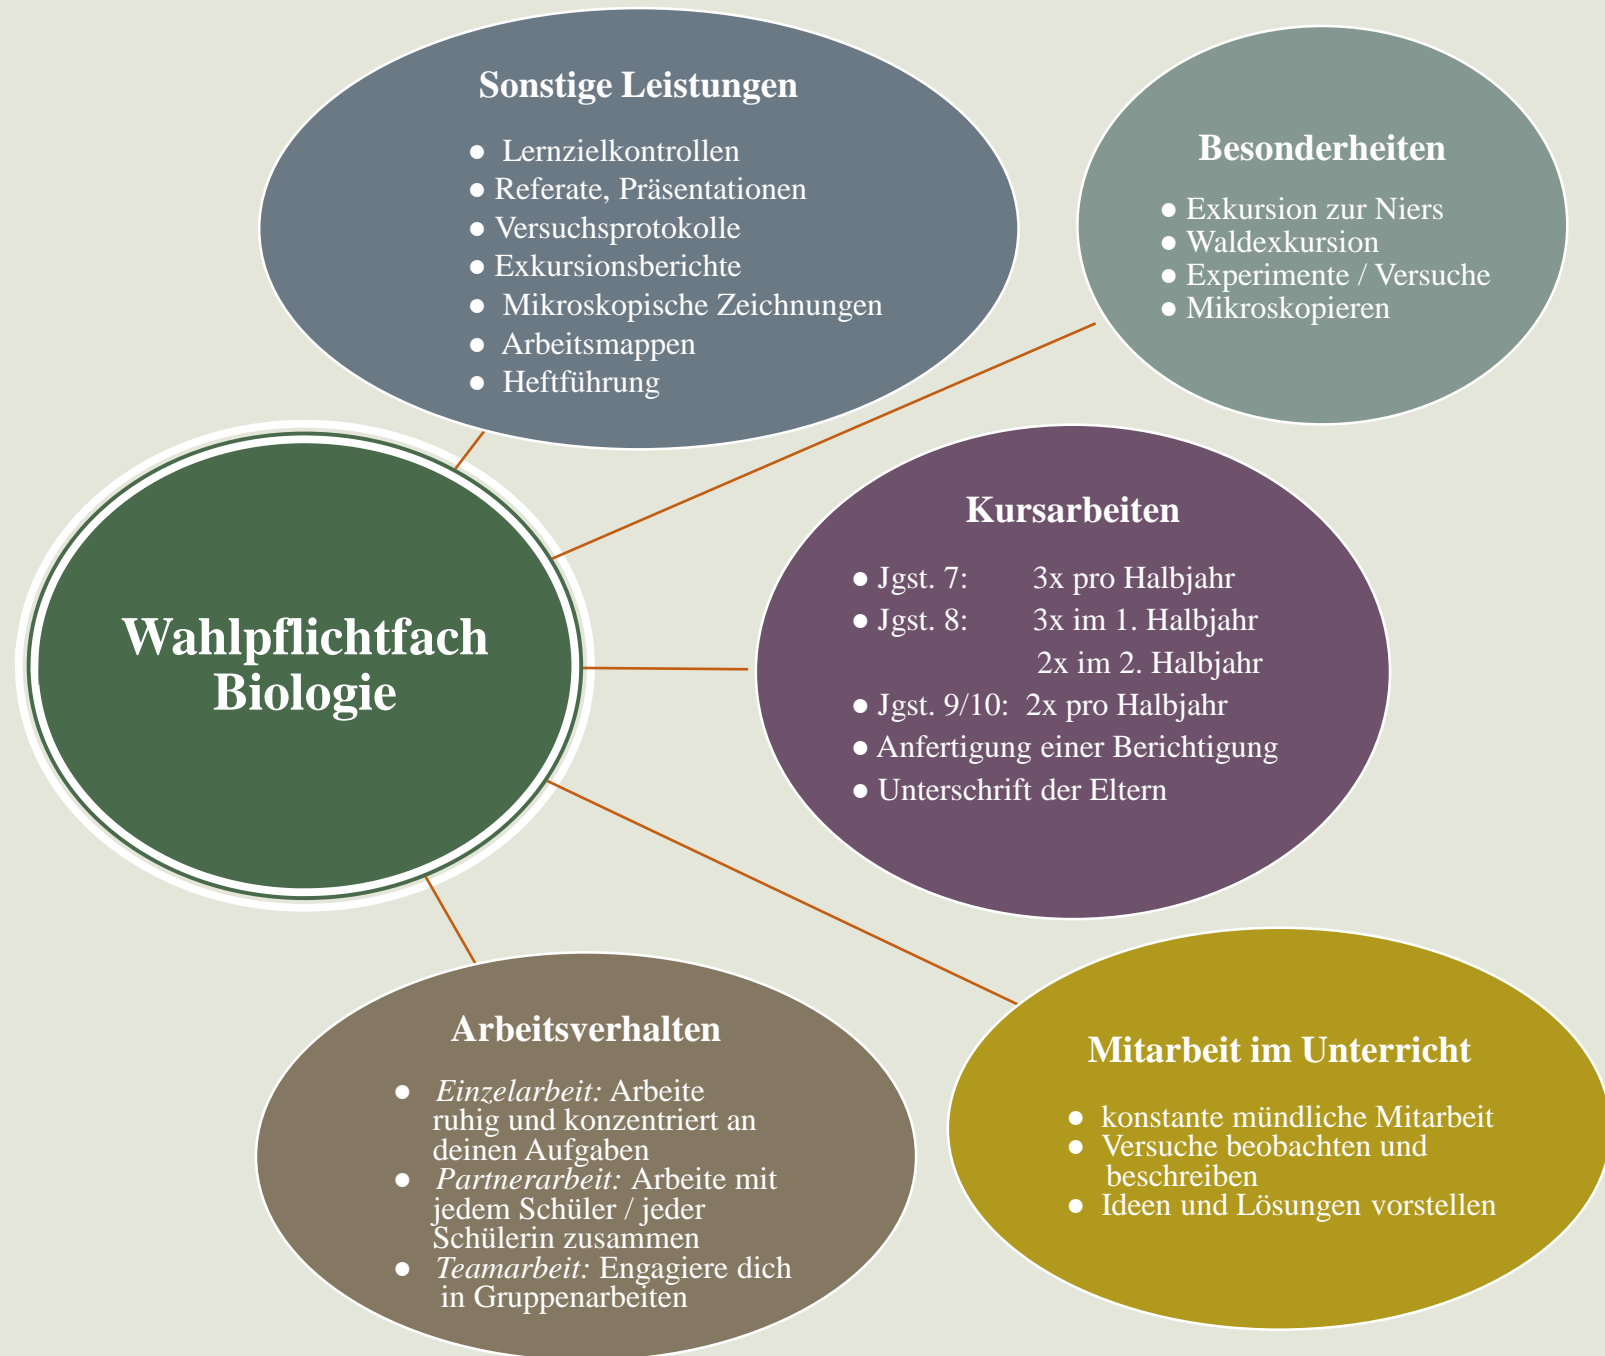 Sonstige Leistungen
● Lernzielkontrollen
● Referate, Präsentationen
● Versuchsprotokolle
● Exkursionsberichte
● Mikroskopische Zeichnungen
● Arbeitsmappen
● Heftführung
Besonderheiten
● Exkursion zur Niers
● Waldexkursion
● Experimente / Versuche
● Mikroskopieren
Wahlpflichtfach
Biologie
Kursarbeiten
● Jgst. 7: 3x pro Halbjahr
● Jgst. 8: 3x im 1. Halbjahr
2x im 2. Halbjahr
● Jgst. 9/10: 2x pro Halbjahr
● Anfertigung einer Berichtigung
● Unterschrift der Eltern
Arbeitsverhalten
● Einzelarbeit: Arbeite
ruhig und konzentriert an
deinen Aufgaben
● Partnerarbeit: Arbeite mit
jedem Schüler / jeder
Schülerin zusammen
● Teamarbeit: Engagiere dich
in Gruppenarbeiten
Mitarbeit im Unterricht
● konstante mündliche Mitarbeit
● Versuche beobachten und
beschreiben
● Ideen und Lösungen vorstellen